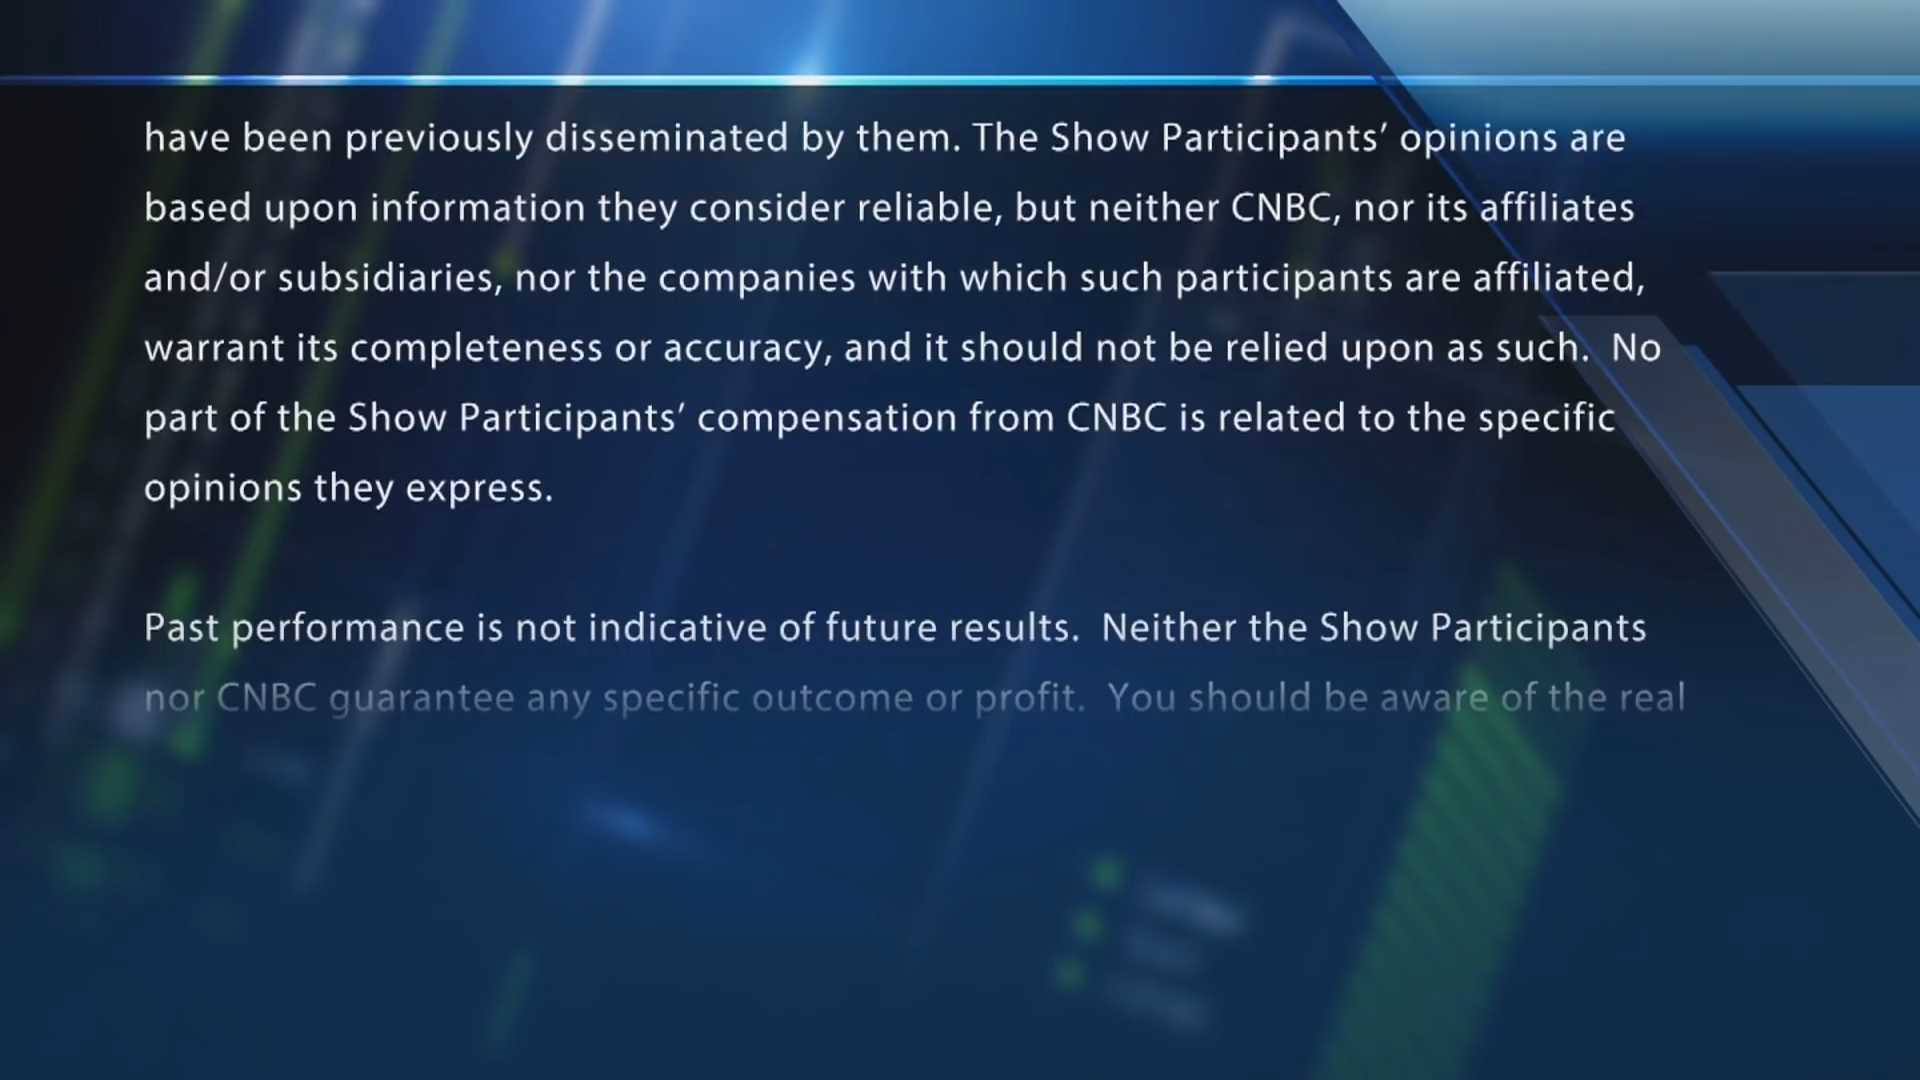 have been previously disseminated by them. The Show Participants’ opinions are
based upon information they consider reliable, but neither CNBC, nor its affiliates
and/or subsidiaries, nor the companies with which such participants are affiliated,
warrant its completeness or accuracy, and it should not be relied upon as such.  No
part of the Show Participants’ compensation from CNBC is related to the specific
opinions they express.
Past performance is not indicative of future results.  Neither the Show Participants
nor CNBC guarantee any specific outcome or profit.  You should be aware of the real